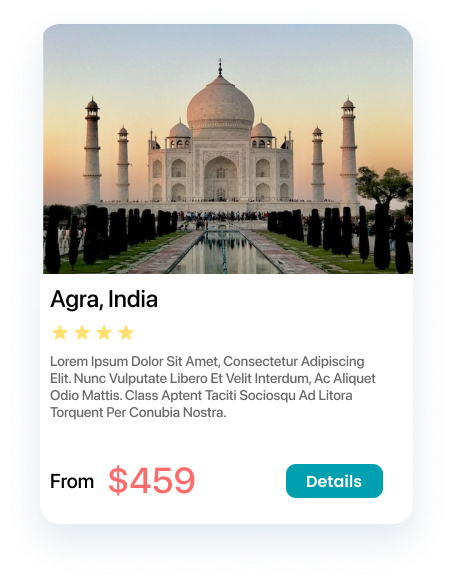 Agra, India
Lorem Ipsum Dolor Sit Amet, Consectetur Adipiscing
Elit. Nunc Vulputate Libero Et Velit Interdum, Ac Aliquet
Odio Mattis. Class Aptent Taciti Sociosqu Ad Litora
Torquent Per Conubia Nostra.
From $459 Details